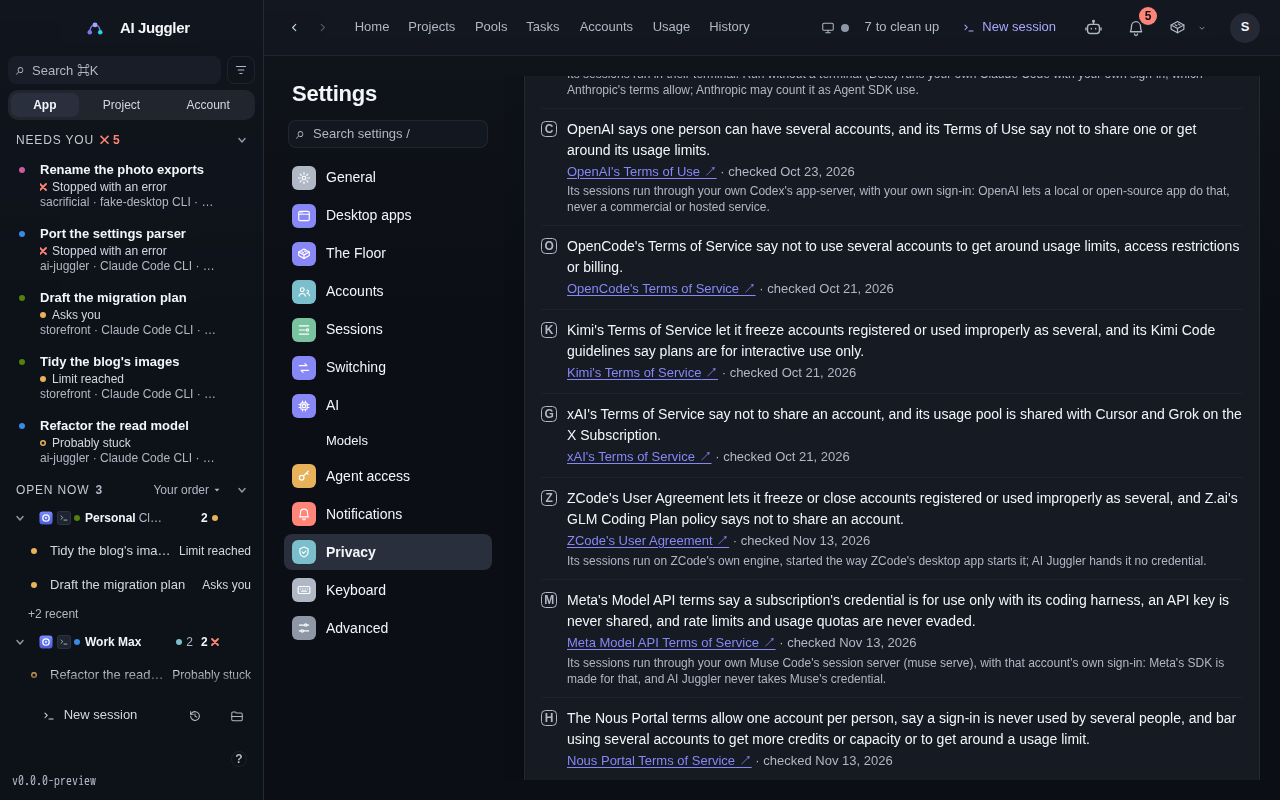 AI Juggler
Search ⌘K
App
Project
Account
NEEDS YOU
5
Rename the photo exports
Stopped with an error
sacrificial · fake-desktop CLI · …
Port the settings parser
Stopped with an error
ai-juggler · Claude Code CLI · …
Draft the migration plan
Asks you
storefront · Claude Code CLI · …
Tidy the blog's images
Limit reached
storefront · Claude Code CLI · …
Refactor the read model
Probably stuck
ai-juggler · Claude Code CLI · …
OPEN NOW 3
Your order
Personal Cl…
2
Tidy the blog's ima… Limit reached
Draft the migration plan Asks you
+2 recent
Work Max
2 2
Refactor the read… Probably stuck
New session
?
v0.0.0-preview
Home
Projects
Pools
Tasks
Accounts
Usage
History
7 to clean up
New session
5
S
Settings
Search settings /
General
Desktop apps
The Floor
Accounts
Sessions
Switching
AI
Models
Agent access
Notifications
Privacy
Keyboard
Advanced
Its sessions run in their terminal. Run without a terminal (Beta) runs your own Claude Code with your own sign-in, which
Anthropic's terms allow; Anthropic may count it as Agent SDK use.
C
OpenAI says one person can have several accounts, and its Terms of Use say not to share one or get
around its usage limits.
OpenAI's Terms of Use ↗ · checked Oct 23, 2026
Its sessions run through your own Codex's app-server, with your own sign-in: OpenAI lets a local or open-source app do that,
never a commercial or hosted service.
O
OpenCode's Terms of Service say not to use several accounts to get around usage limits, access restrictions
or billing.
OpenCode's Terms of Service ↗ · checked Oct 21, 2026
K
Kimi's Terms of Service let it freeze accounts registered or used improperly as several, and its Kimi Code
guidelines say plans are for interactive use only.
Kimi's Terms of Service ↗ · checked Oct 21, 2026
G
xAI's Terms of Service say not to share an account, and its usage pool is shared with Cursor and Grok on the
X Subscription.
xAI's Terms of Service ↗ · checked Oct 21, 2026
Z
ZCode's User Agreement lets it freeze or close accounts registered or used improperly as several, and Z.ai's
GLM Coding Plan policy says not to share an account.
ZCode's User Agreement ↗ · checked Nov 13, 2026
Its sessions run on ZCode's own engine, started the way ZCode's desktop app starts it; AI Juggler hands it no credential.
M
Meta's Model API terms say a subscription's credential is for use only with its coding harness, an API key is
never shared, and rate limits and usage quotas are never evaded.
Meta Model API Terms of Service ↗ · checked Nov 13, 2026
Its sessions run through your own Muse Code's session server (muse serve), with that account's own sign-in: Meta's SDK is
made for that, and AI Juggler never takes Muse's credential.
H
The Nous Portal terms allow one account per person, say a sign-in is never used by several people, and bar
using several accounts to get more credits or capacity or to get around a usage limit.
Nous Portal Terms of Service ↗ · checked Nov 13, 2026